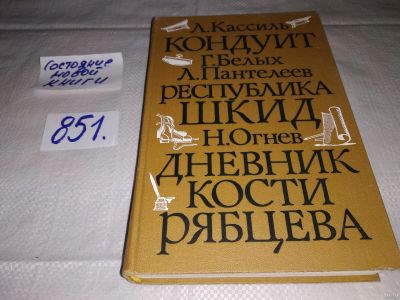 Состояние
новой
книги
851.
Л. Кассиль
КОНДУИТ
Г. Белых
Л. Пантелеев
РЕСПУБЛИКА
ШКИД
Н. Огнев
ДНЕВНИК
КОСТИ
РЯБЦЕВА